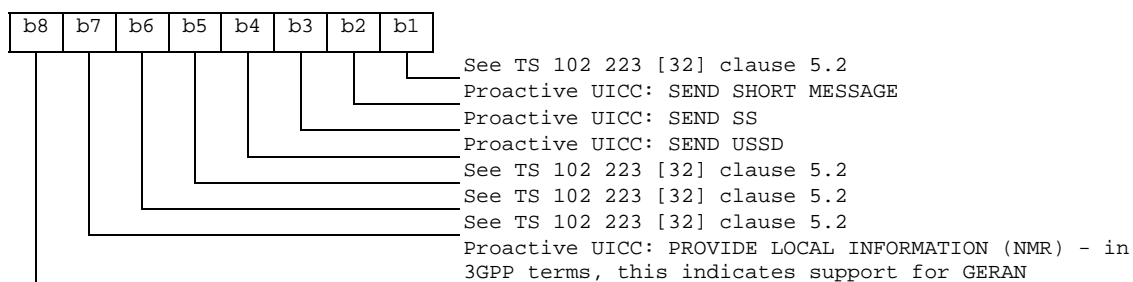 b8 b7 b6 b5 b4 b3 b2 b1
See TS 102 223 [32] clause 5.2
Proactive UICC: SEND SHORT MESSAGE
Proactive UICC: SEND SS
Proactive UICC: SEND USSD
See TS 102 223 [32] clause 5.2
See TS 102 223 [32] clause 5.2
See TS 102 223 [32] clause 5.2
Proactive UICC: PROVIDE LOCAL INFORMATION (NMR) - in
3GPP terms, this indicates support for GERAN